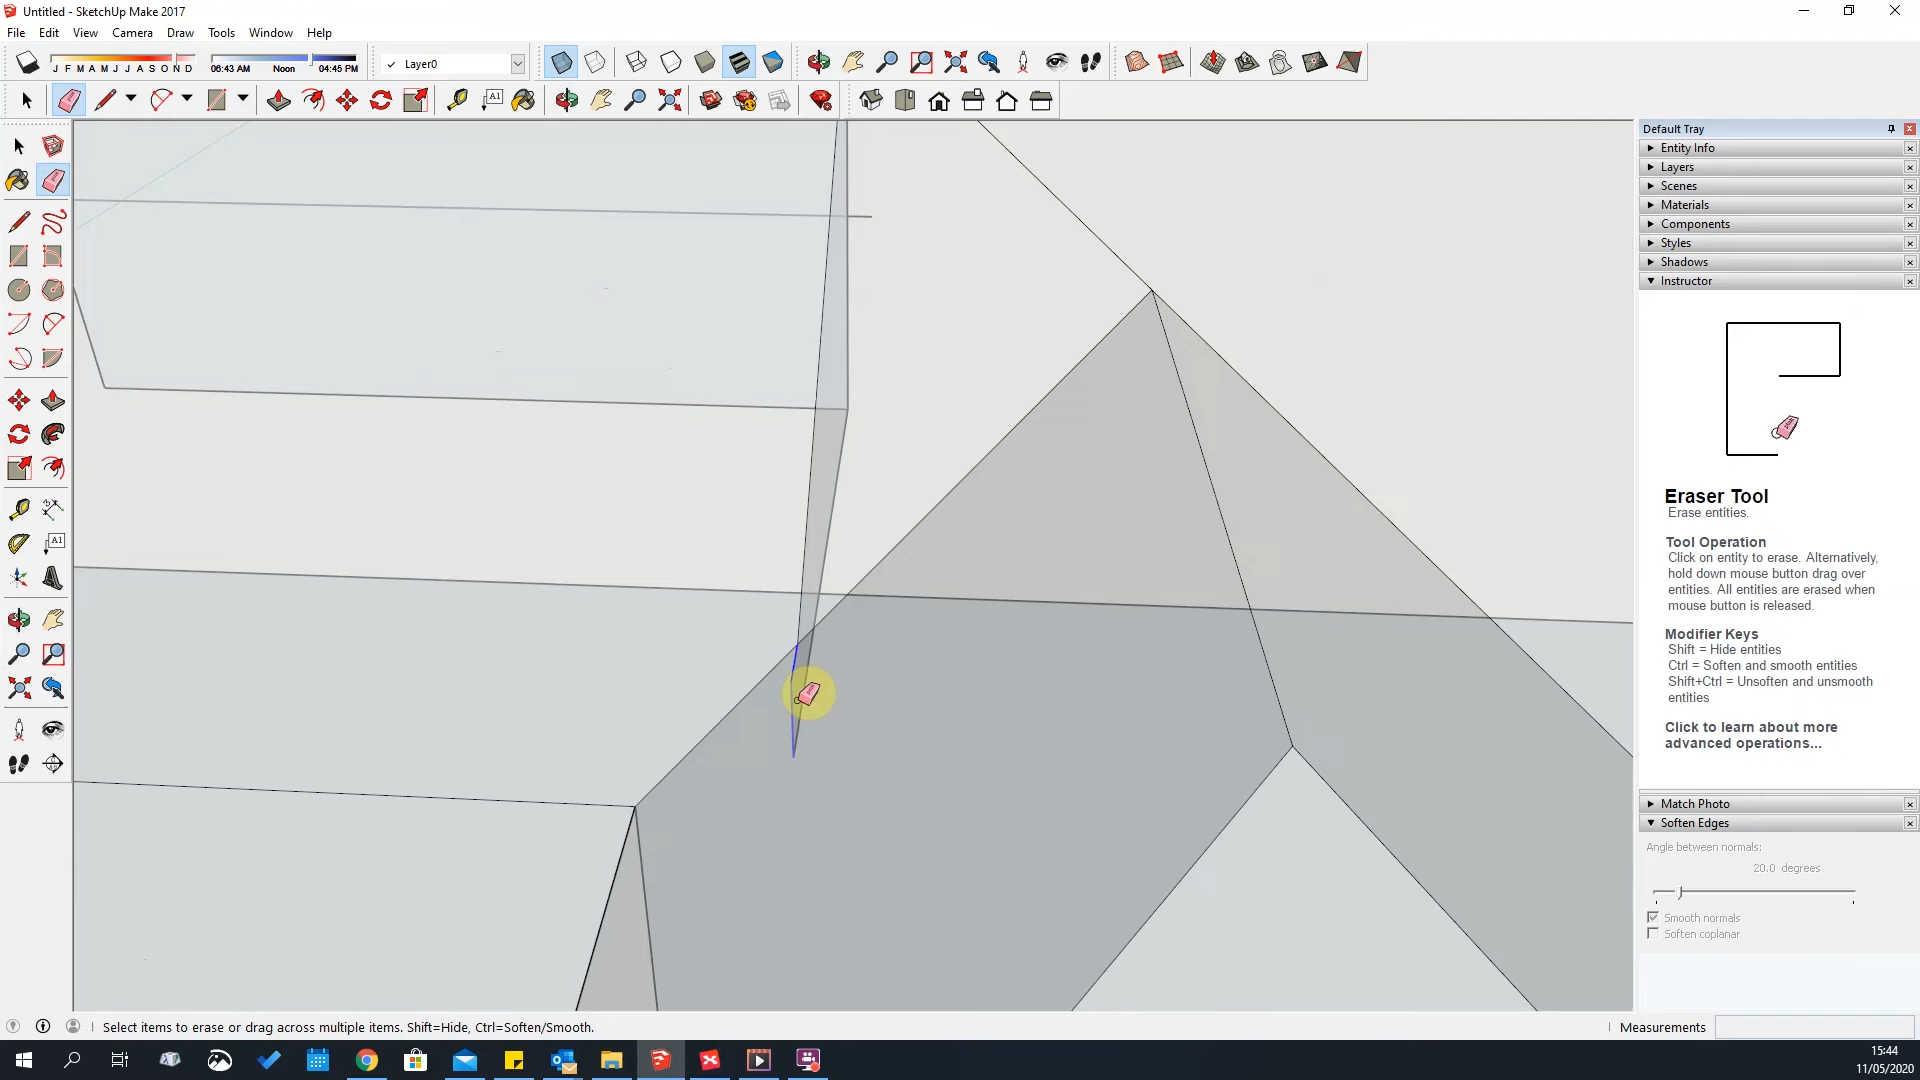 Untitled - SketchUp Make 2017
File Edit View Camera Draw Tools Window Help
J F M A M J J A S O N D 06:43 AM Noon 04:45 PM
✓ Layer0
A1
Default Tray
Entity Info
Layers
Scenes
Materials
Components
Styles
Shadows
Instructor
A1
Eraser Tool
Erase entities.
Tool Operation
Click on entity to erase. Alternatively,
hold down mouse button drag over
entities. All entities are erased when
mouse button is released.
Modifier Keys
Shift = Hide entities
Ctrl = Soften and smooth entities
Shift+Ctrl = Unsoften and unsmooth
entities
Click to learn about more
advanced operations...
Match Photo
Soften Edges
Angle between normals:
20.0 degrees
Smooth normals
Soften coplanar
Select items to erase or drag across multiple items. Shift=Hide, Ctrl=Soften/Smooth.
Measurements
15:44
11/05/2020